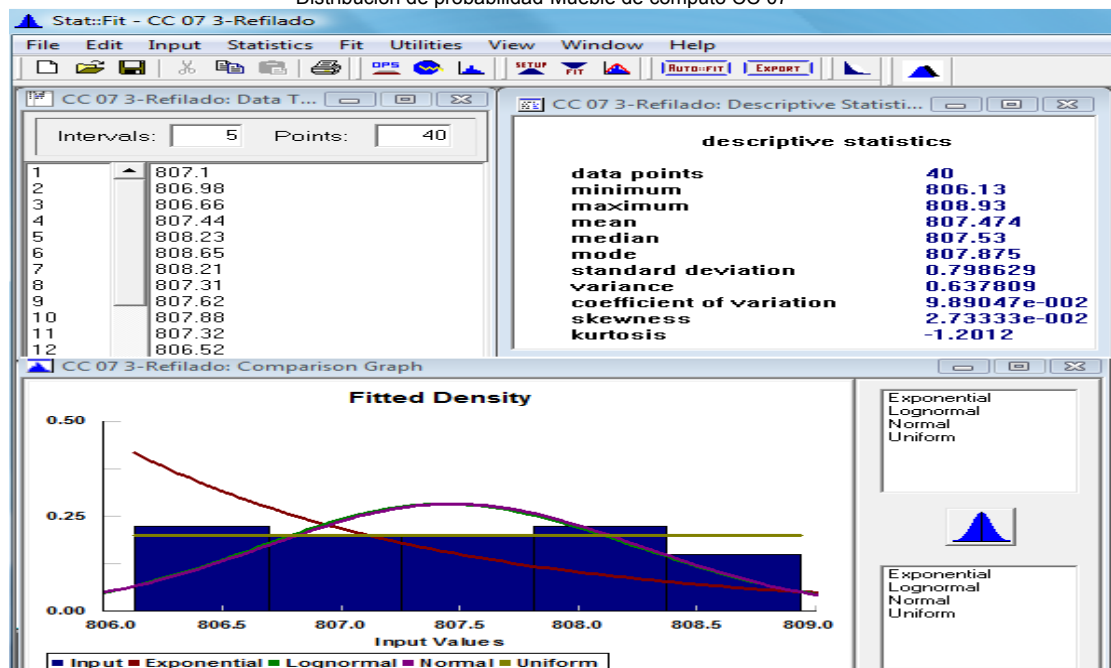 Distribución de probabilidad Mueble de cómputo CC 07
Stat::Fit - CC 07 3-Refilado
File Edit Input Statistics Fit Utilities View Window Help
OPS SETUP FIT AUTO::FIT EXPORT
CC 07 3-Refilado: Data T...
Intervals: 5 Points: 40
1 807.1
2 806.98
3 806.66
4 807.44
5 808.23
6 808.65
7 808.21
8 807.31
9 807.62
10 807.88
11 807.32
12 806.52
CC 07 3-Refilado: Descriptive Statisti...
descriptive statistics
data points 40
minimum 806.13
maximum 808.93
mean 807.474
median 807.53
mode 807.875
standard deviation 0.798629
variance 0.637809
coefficient of variation 9.89047e-002
skewness 2.73333e-002
kurtosis -1.2012
CC 07 3-Refilado: Comparison Graph
Fitted Density
0.50
0.25
0.00
806.0 806.5 807.0 807.5 808.0 808.5 809.0
Input Values
Input Exponential Lognormal Normal Uniform
Exponential
Lognormal
Normal
Uniform
Exponential
Lognormal
Normal
Uniform